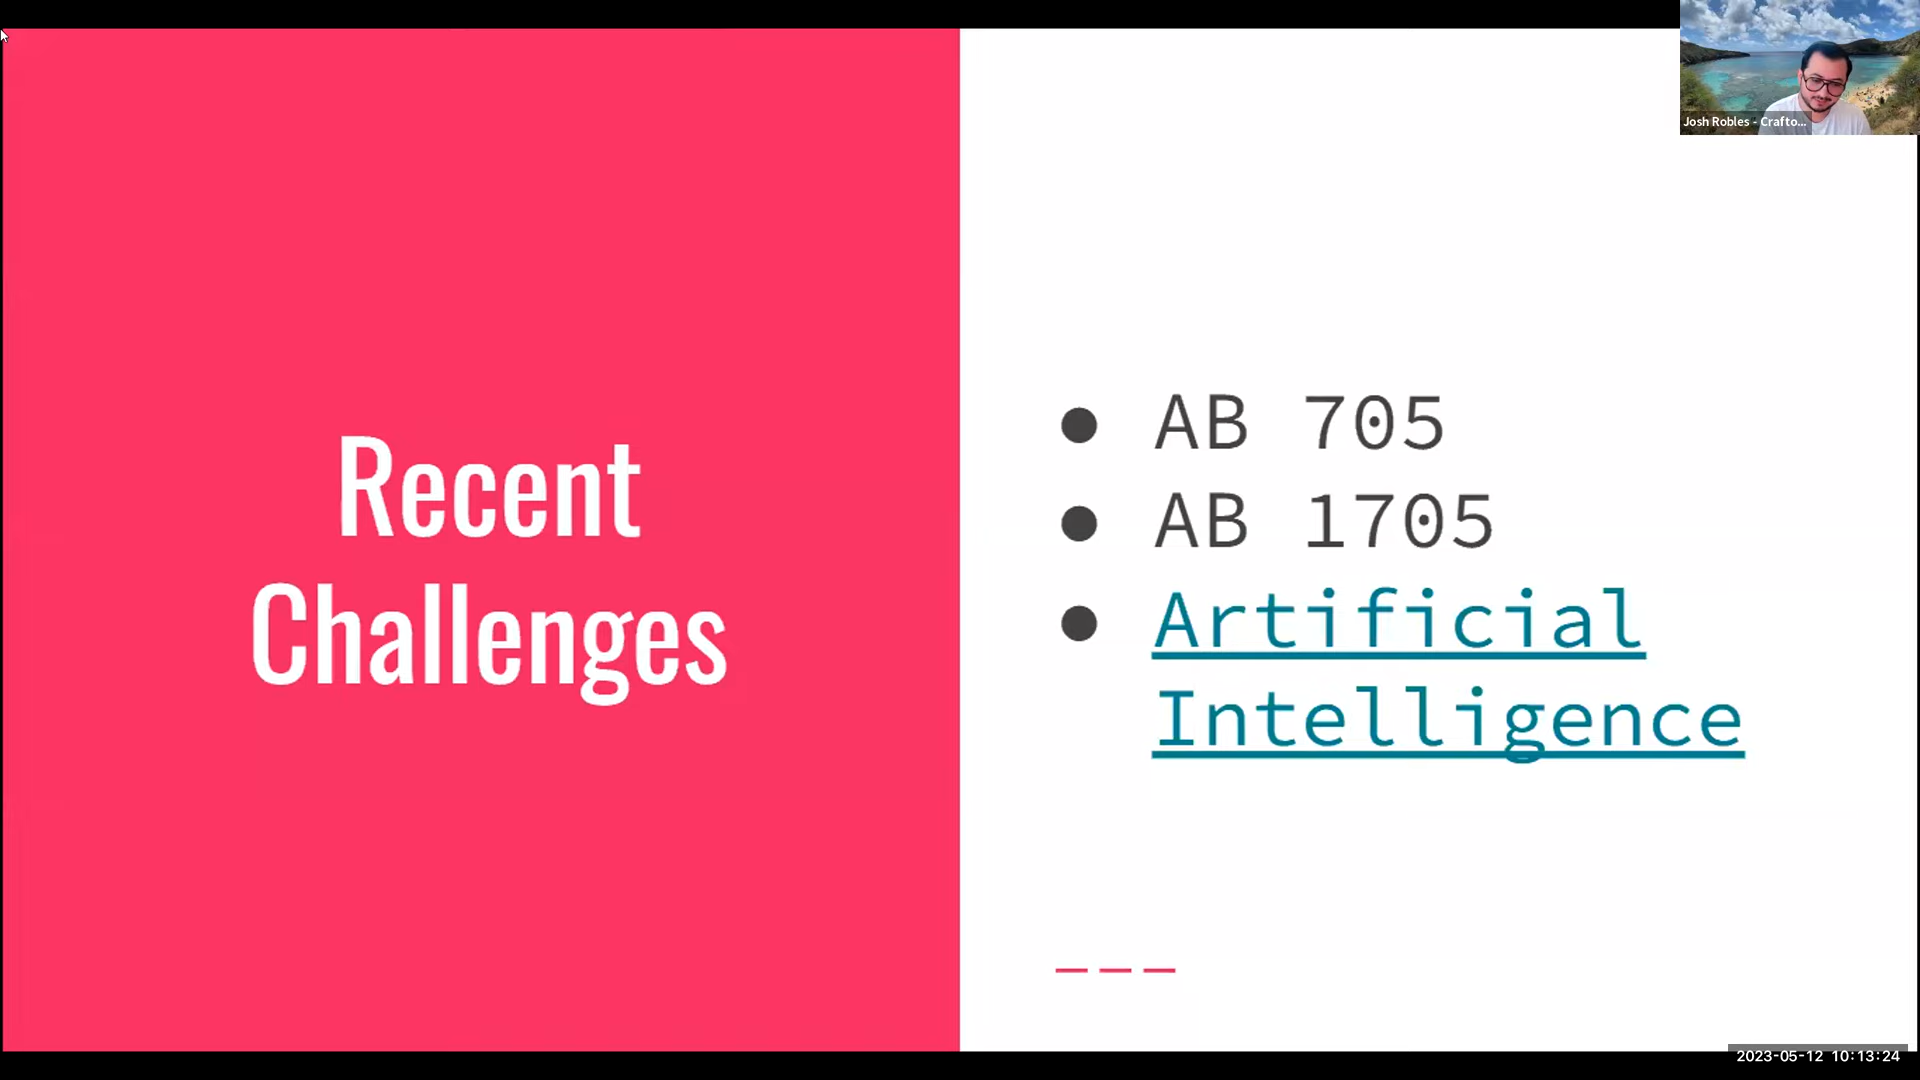 Recent
Challenges
● AB 705
● AB 1705
● Artificial
Intelligence
Josh Robles - Crafto...
2023-05-12 10:13:24